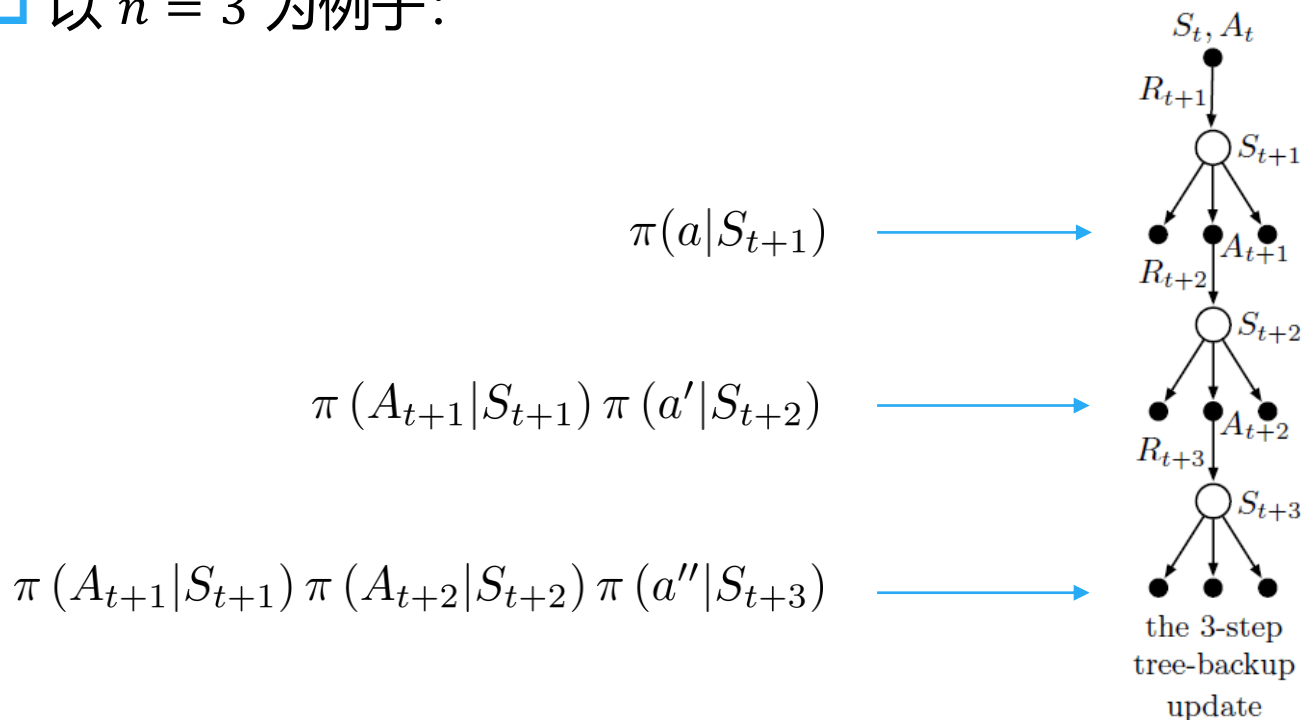 以 n = 3 为例子：
S_t, A_t
R_{t+1}
S_{t+1}
π(a|S_{t+1})
A_{t+1}
R_{t+2}
S_{t+2}
π (A_{t+1}|S_{t+1}) π (a′|S_{t+2})
A_{t+2}
R_{t+3}
S_{t+3}
π (A_{t+1}|S_{t+1}) π (A_{t+2}|S_{t+2}) π (a″|S_{t+3})
the 3-step
tree-backup
update